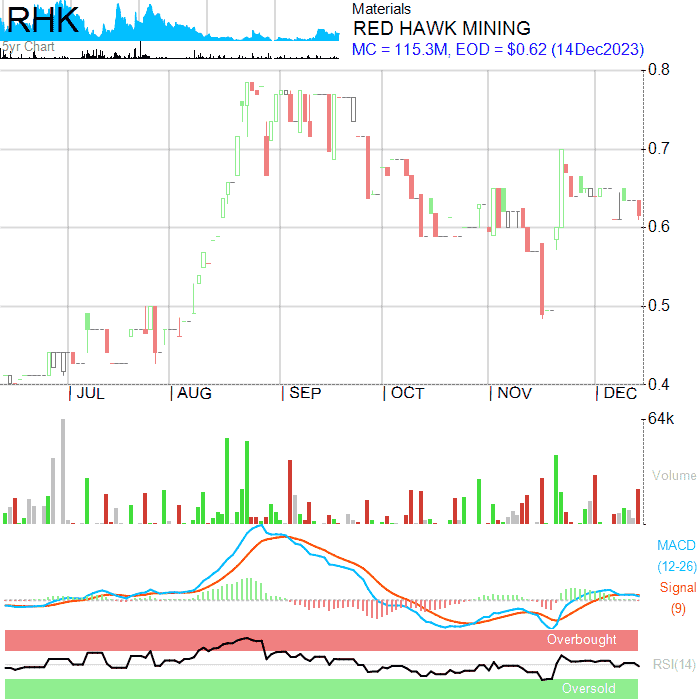 RHK
5yr Chart
Materials
RED HAWK MINING
MC = 115.3M, EOD = $0.62 (14Dec2023)
0.8
0.7
0.6
0.5
0.4
JUL AUG SEP OCT NOV DEC
64k
Volume
MACD
(12-26)
Signal
(9)
Overbought
RSI(14)
Oversold